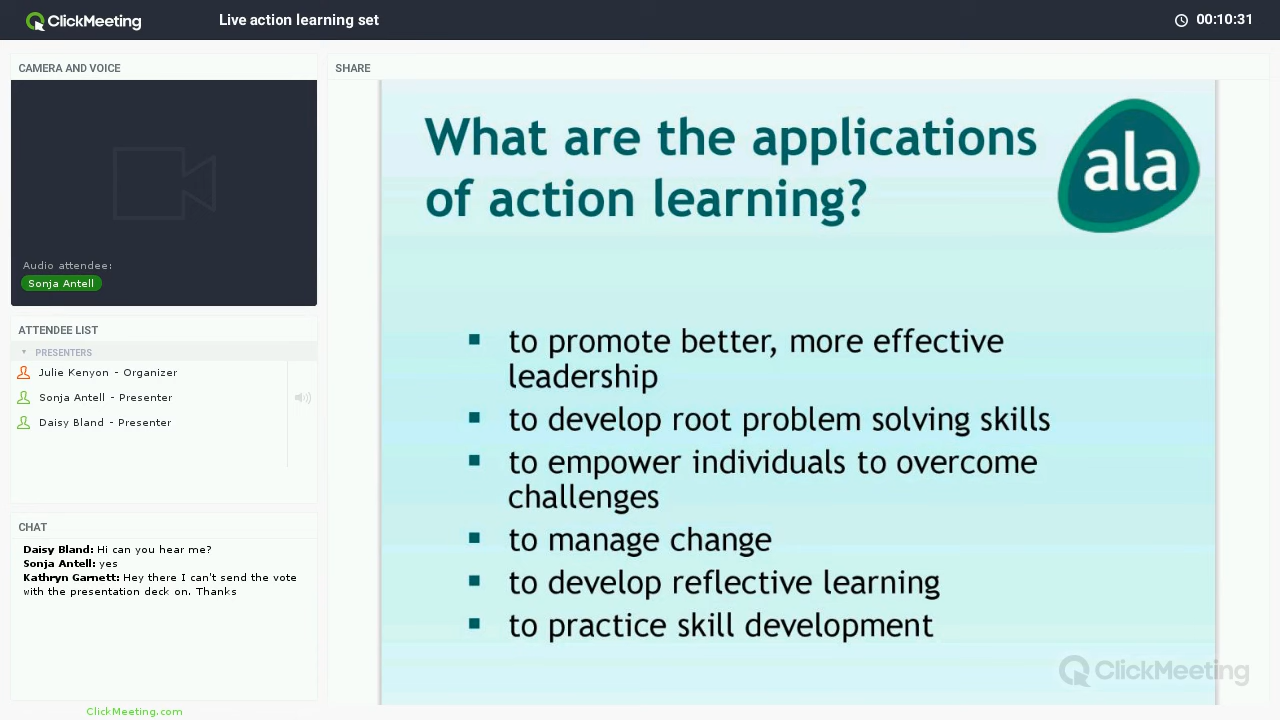 ClickMeeting
Live action learning set
00:10:31
CAMERA AND VOICE
Audio attendee:
Sonja Antell
ATTENDEE LIST
PRESENTERS
Julie Kenyon - Organizer
Sonja Antell - Presenter
Daisy Bland - Presenter
CHAT
Daisy Bland: Hi can you hear me?
Sonja Antell: yes
Kathryn Garnett: Hey there I can't send the vote
with the presentation deck on. Thanks
ClickMeeting.com
SHARE
What are the applications
of action learning?
ala
▪ to promote better, more effective
leadership
▪ to develop root problem solving skills
▪ to empower individuals to overcome
challenges
▪ to manage change
▪ to develop reflective learning
▪ to practice skill development
ClickMeeting